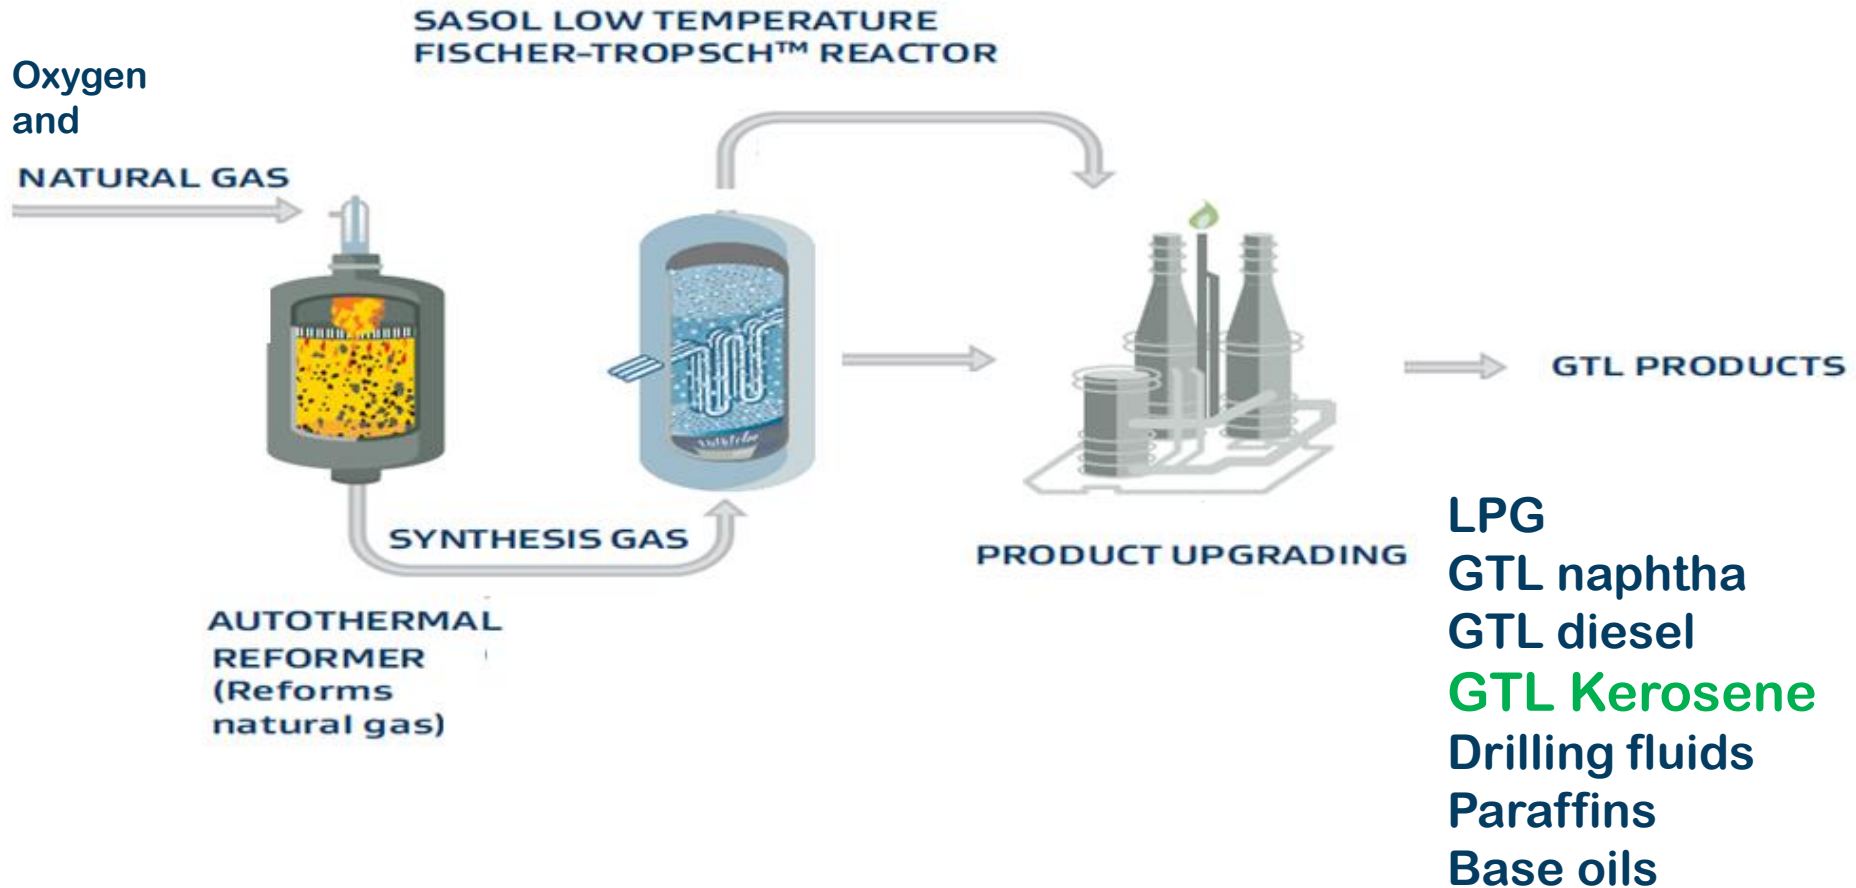 SASOL LOW TEMPERATURE
FISCHER-TROPSCH™ REACTOR
Oxygen
and
NATURAL GAS
GTL PRODUCTS
SYNTHESIS GAS
PRODUCT UPGRADING
AUTOTHERMAL
REFORMER
(Reforms
natural gas)
LPG
GTL naphtha
GTL diesel
GTL Kerosene
Drilling fluids
Paraffins
Base oils